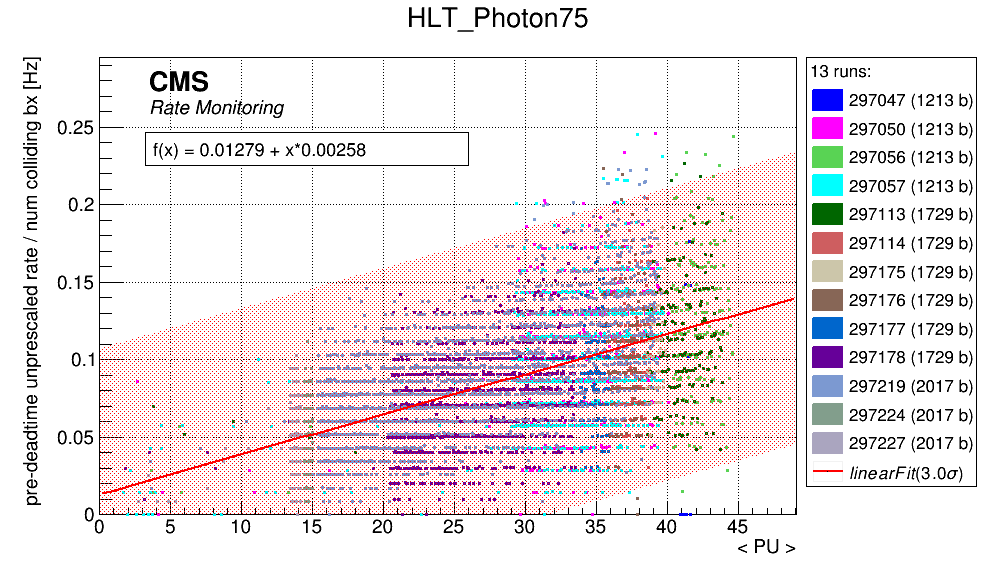 HLT_Photon75
pre-deadtime unprescaled rate / num colliding bx [Hz]
CMS
Rate Monitoring
f(x) = 0.01279 + x*0.00258
0.25
0.2
0.15
0.1
0.05
0
0 5 10 15 20 25 30 35 40 45
< PU >
13 runs:
297047 (1213 b)
297050 (1213 b)
297056 (1213 b)
297057 (1213 b)
297113 (1729 b)
297114 (1729 b)
297175 (1729 b)
297176 (1729 b)
297177 (1729 b)
297178 (1729 b)
297219 (2017 b)
297224 (2017 b)
297227 (2017 b)
linearFit(3.0σ)